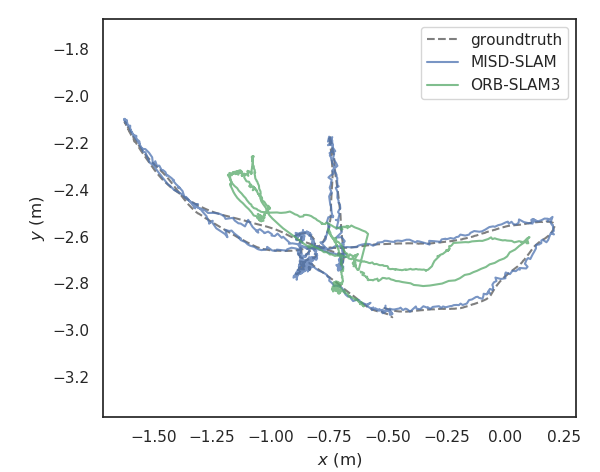 groundtruth
MISD-SLAM
ORB-SLAM3
−1.8
−2.0
−2.2
−2.4
−2.6
−2.8
−3.0
−3.2
y (m)
−1.50 −1.25 −1.00 −0.75 −0.50 −0.25 0.00 0.25
x (m)